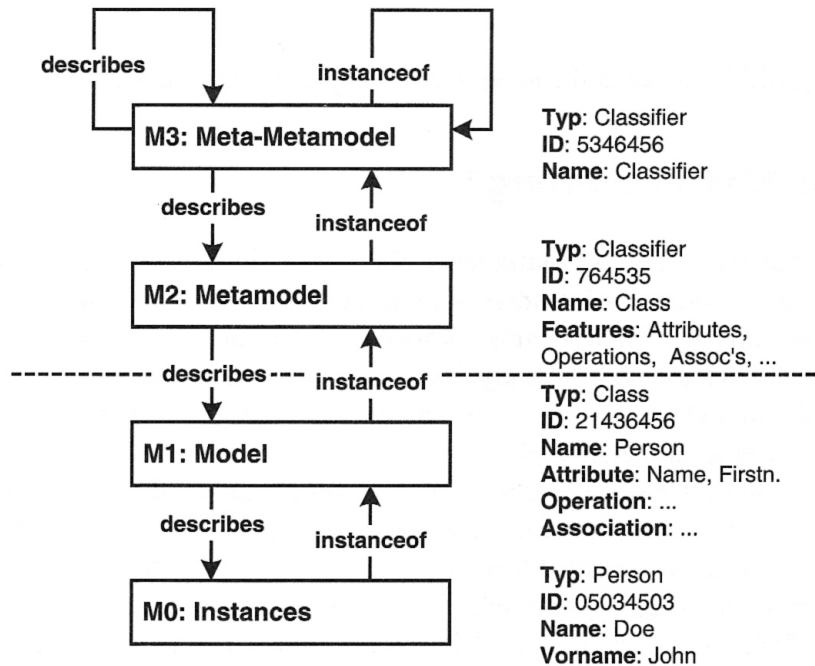 describes
instanceof
M3: Meta-Metamodel
Typ: Classifier
ID: 5346456
Name: Classifier
describes
instanceof
M2: Metamodel
Typ: Classifier
ID: 764535
Name: Class
Features: Attributes,
Operations, Assoc's, ...
describes
instanceof
M1: Model
Typ: Class
ID: 21436456
Name: Person
Attribute: Name, Firstn.
Operation: ...
Association: ...
describes
instanceof
M0: Instances
Typ: Person
ID: 05034503
Name: Doe
Vorname: John